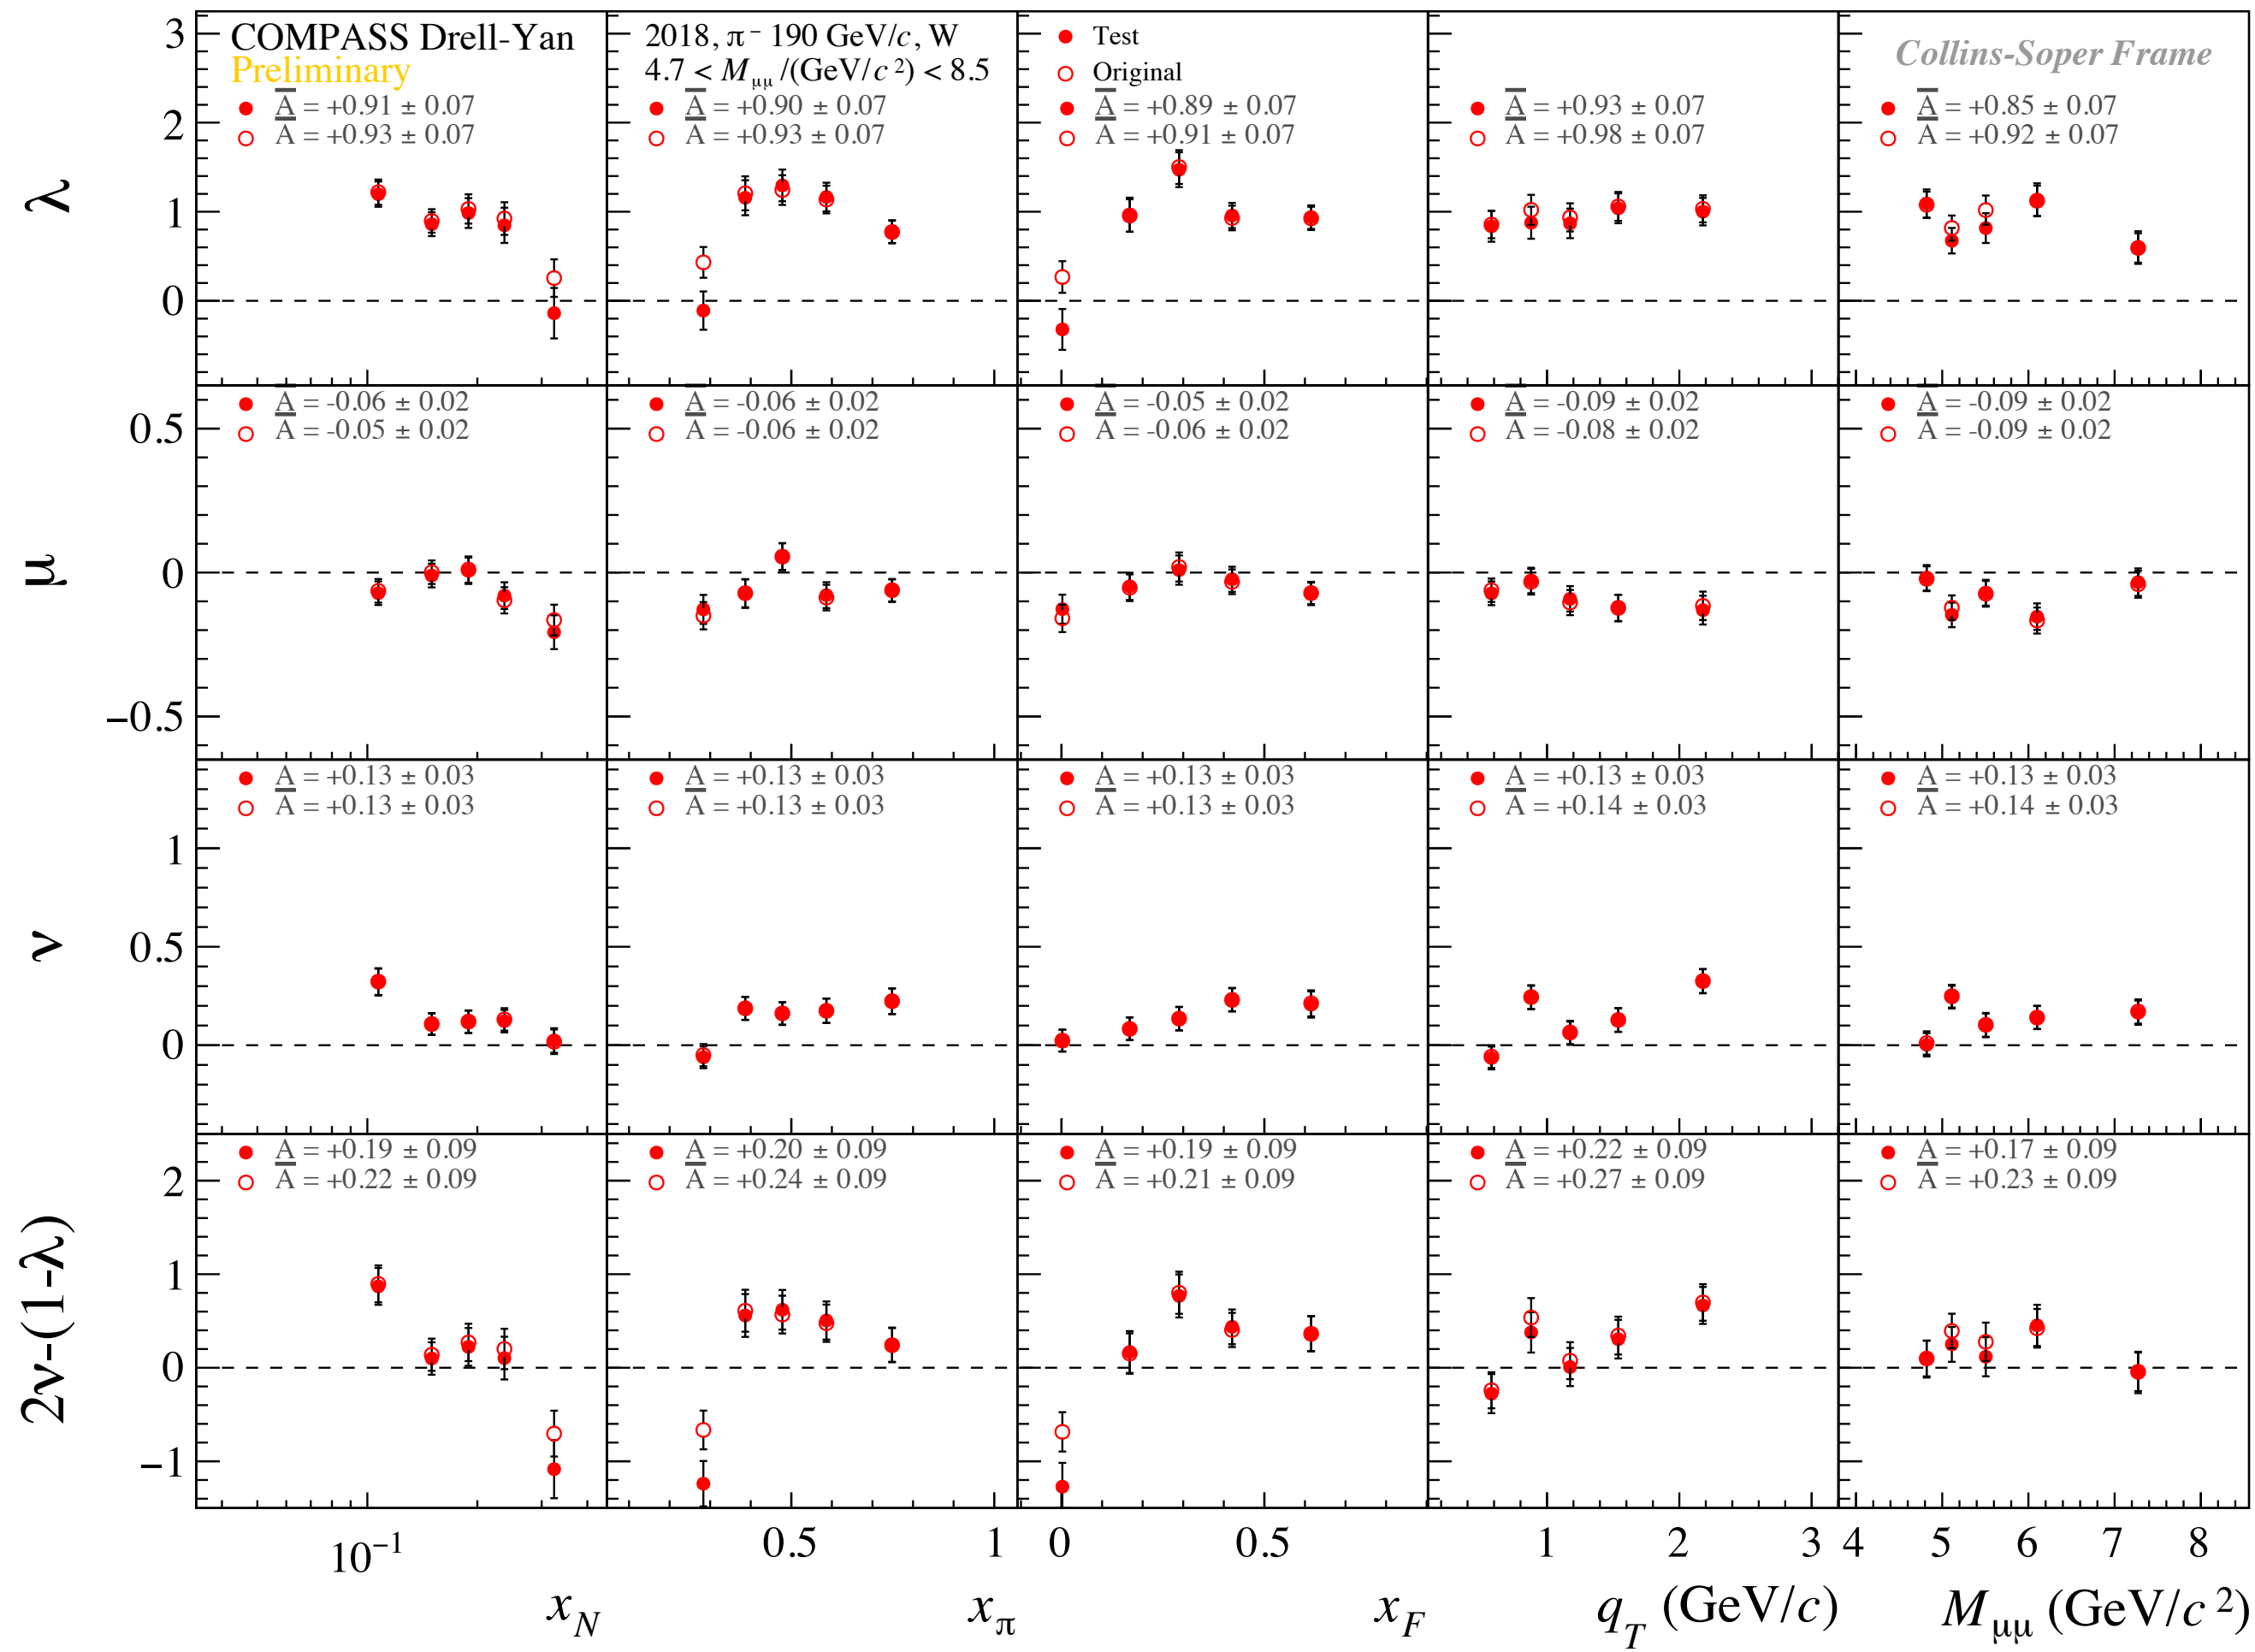 COMPASS Drell-Yan
Preliminary
2018, π⁻ 190 GeV/c, W
4.7 < M_μμ /(GeV/c²) < 8.5
Test
Original
Collins-Soper Frame
λ
3
2
1
0
A̅ = +0.91 ± 0.07
A̅ = +0.93 ± 0.07
A̅ = +0.90 ± 0.07
A̅ = +0.93 ± 0.07
A̅ = +0.89 ± 0.07
A̅ = +0.91 ± 0.07
A̅ = +0.93 ± 0.07
A̅ = +0.98 ± 0.07
A̅ = +0.85 ± 0.07
A̅ = +0.92 ± 0.07
μ
0.5
0
−0.5
A̅ = -0.06 ± 0.02
A̅ = -0.05 ± 0.02
A̅ = -0.06 ± 0.02
A̅ = -0.06 ± 0.02
A̅ = -0.05 ± 0.02
A̅ = -0.06 ± 0.02
A̅ = -0.09 ± 0.02
A̅ = -0.08 ± 0.02
A̅ = -0.09 ± 0.02
A̅ = -0.09 ± 0.02
ν
1
0.5
0
A̅ = +0.13 ± 0.03
A̅ = +0.13 ± 0.03
A̅ = +0.13 ± 0.03
A̅ = +0.13 ± 0.03
A̅ = +0.13 ± 0.03
A̅ = +0.13 ± 0.03
A̅ = +0.13 ± 0.03
A̅ = +0.14 ± 0.03
A̅ = +0.13 ± 0.03
A̅ = +0.14 ± 0.03
2ν-(1-λ)
2
1
0
−1
A̅ = +0.19 ± 0.09
A̅ = +0.22 ± 0.09
A̅ = +0.20 ± 0.09
A̅ = +0.24 ± 0.09
A̅ = +0.19 ± 0.09
A̅ = +0.21 ± 0.09
A̅ = +0.22 ± 0.09
A̅ = +0.27 ± 0.09
A̅ = +0.17 ± 0.09
A̅ = +0.23 ± 0.09
10⁻¹
0.5 1
0 0.5
1 2 3
4 5 6 7 8
x_N
x_π
x_F
q_T (GeV/c)
M_μμ (GeV/c²)